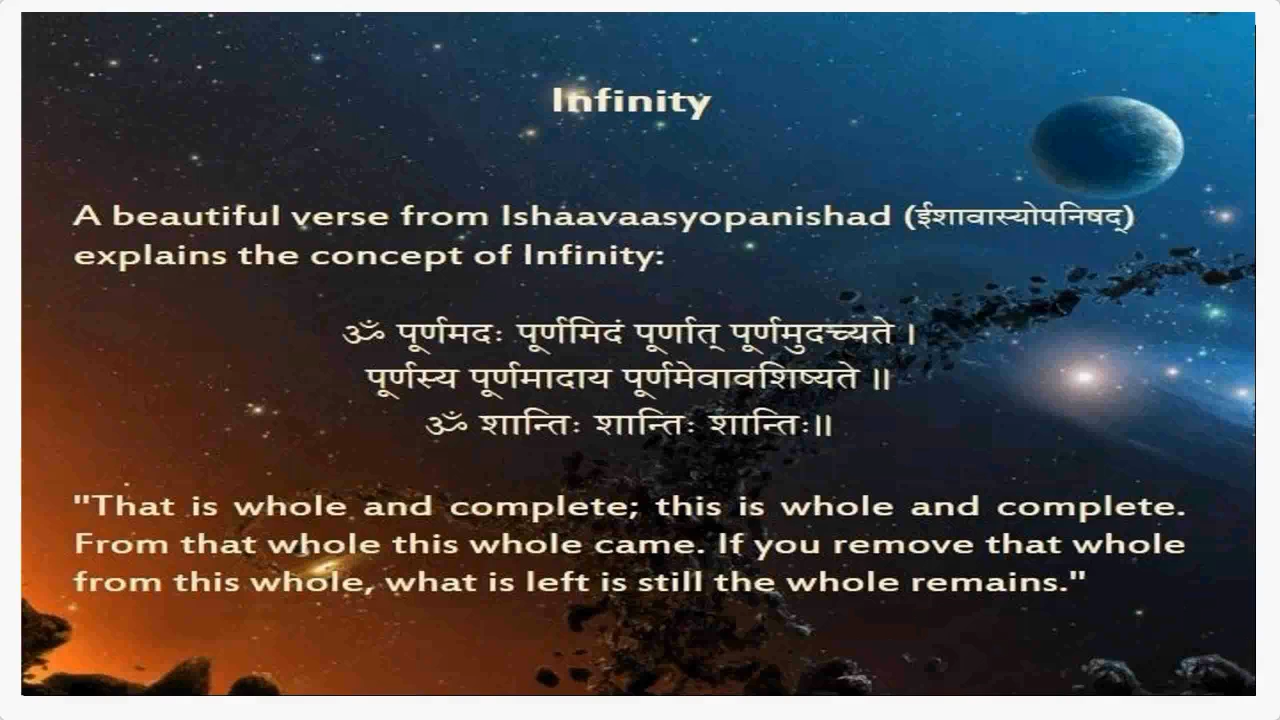 Infinity
A beautiful verse from Ishaavaasyopanishad (ईशावास्योपनिषद्)
explains the concept of Infinity:
ॐ पूर्णमदः पूर्णमिदं पूर्णात् पूर्णमुदच्यते ।
पूर्णस्य पूर्णमादाय पूर्णमेवावशिष्यते ॥
ॐ शान्तिः शान्तिः शान्तिः॥
"That is whole and complete; this is whole and complete.
From that whole this whole came. If you remove that whole
from this whole, what is left is still the whole remains."